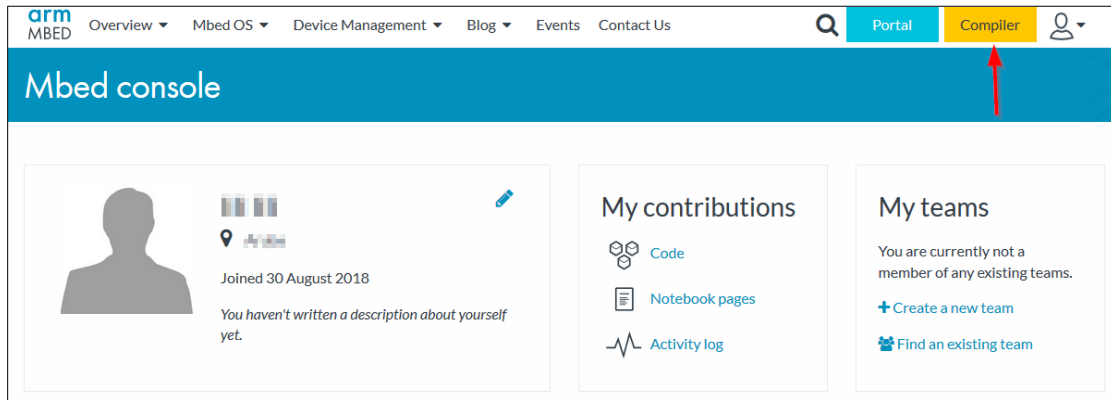 arm
MBED
Overview Mbed OS Device Management Blog Events Contact Us Portal Compiler
Mbed console
Joined 30 August 2018
You haven't written a description about yourself
yet.
My contributions
Code
Notebook pages
Activity log
My teams
You are currently not a
member of any existing teams.
Create a new team
Find an existing team